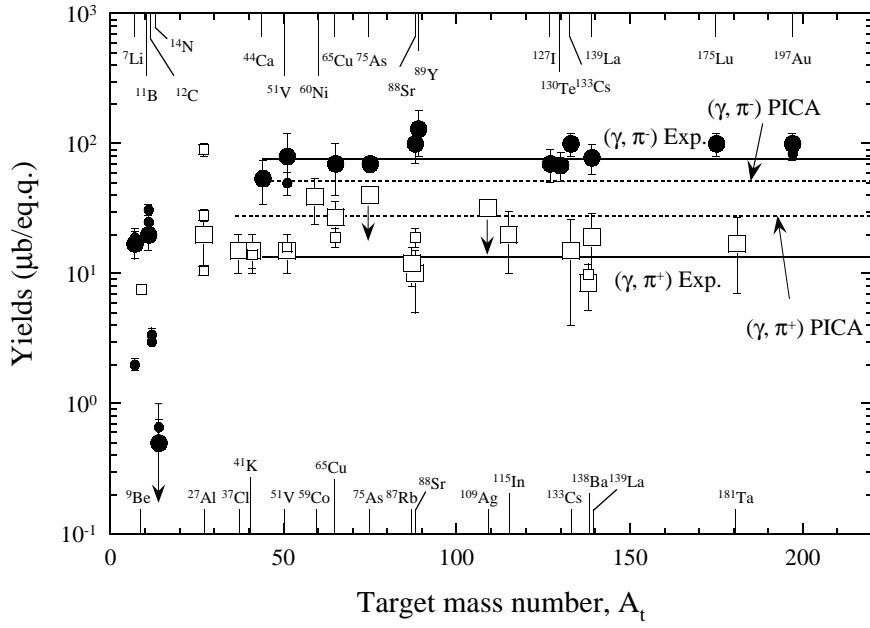 10³
¹⁴N
⁷Li ⁴⁴Ca ⁶⁵Cu ⁷⁵As ¹²⁷I ¹³⁹La ¹⁷⁵Lu ¹⁹⁷Au
⁸⁹Y
¹¹B ¹²C ⁵¹V ⁶⁰Ni ⁸⁸Sr ¹³⁰Te ¹³³Cs
(γ, π⁻) PICA
(γ, π⁻) Exp.
10²
Yields (μb/eq.q.)
10¹
(γ, π⁺) Exp.
(γ, π⁺) PICA
10⁰
⁶⁵Cu
⁴¹K ⁸⁸Sr ¹¹⁵In ¹³⁸Ba ¹³⁹La
⁹Be ²⁷Al ³⁷Cl ⁵¹V ⁵⁹Co ⁷⁵As ⁸⁷Rb ¹⁰⁹Ag ¹³³Cs ¹⁸¹Ta
10⁻¹
0 50 100 150 200
Target mass number, Aₜ